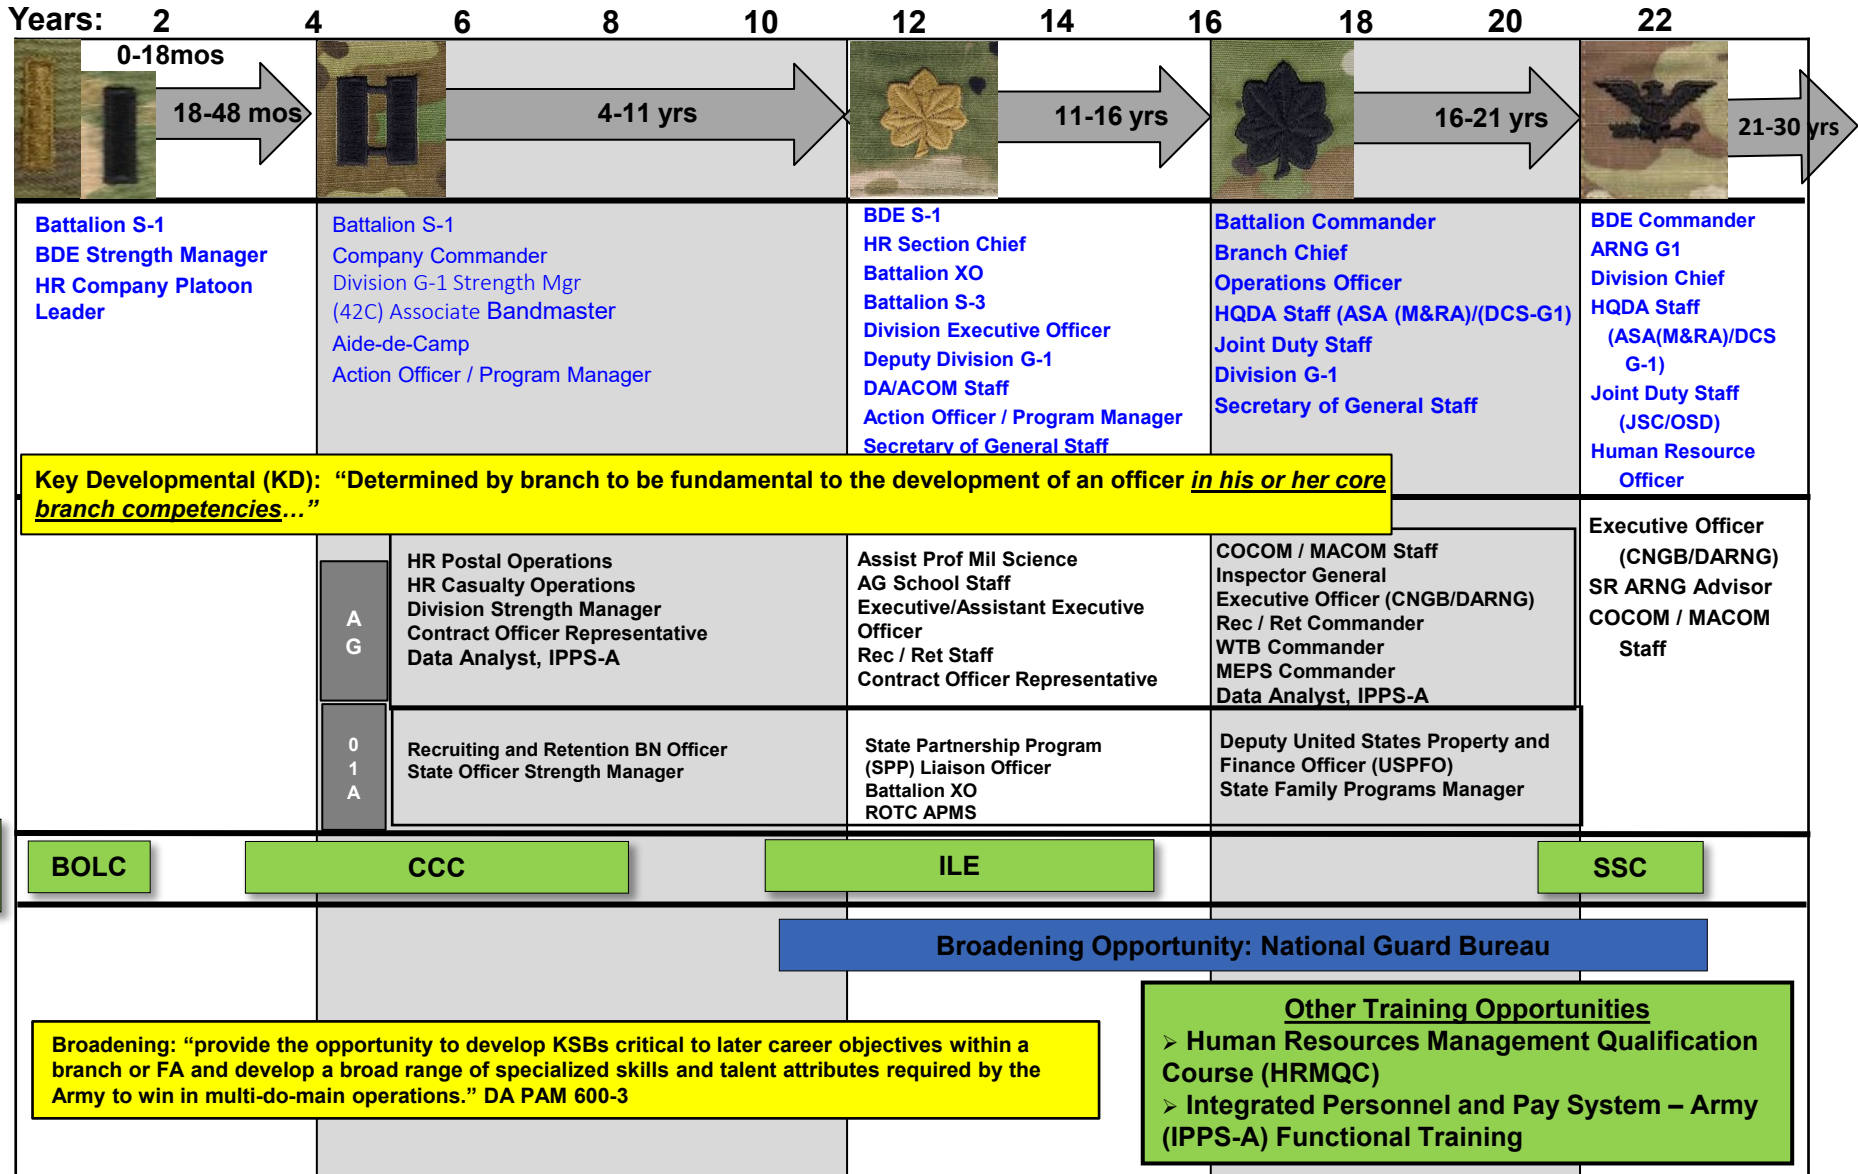 Years: 2 4 6 8 10 12 14 16 18 20 22
0-18mos
18-48 mos
4-11 yrs
11-16 yrs
16-21 yrs
21-30 yrs
Battalion S-1
BDE Strength Manager
HR Company Platoon
Leader
Battalion S-1
Company Commander
Division G-1 Strength Mgr
(42C) Associate Bandmaster
Aide-de-Camp
Action Officer / Program Manager
BDE S-1
HR Section Chief
Battalion XO
Battalion S-3
Division Executive Officer
Deputy Division G-1
DA/ACOM Staff
Action Officer / Program Manager
Secretary of General Staff
Battalion Commander
Branch Chief
Operations Officer
HQDA Staff (ASA (M&RA)/(DCS-G1)
Joint Duty Staff
Division G-1
Secretary of General Staff
BDE Commander
ARNG G1
Division Chief
HQDA Staff
(ASA(M&RA)/DCS
G-1)
Joint Duty Staff
(JSC/OSD)
Human Resource
Officer
Key Developmental (KD): “Determined by branch to be fundamental to the development of an officer in his or her core
branch competencies…”
A
G
HR Postal Operations
HR Casualty Operations
Division Strength Manager
Contract Officer Representative
Data Analyst, IPPS-A
Assist Prof Mil Science
AG School Staff
Executive/Assistant Executive
Officer
Rec / Ret Staff
Contract Officer Representative
COCOM / MACOM Staff
Inspector General
Executive Officer (CNGB/DARNG)
Rec / Ret Commander
WTB Commander
MEPS Commander
Data Analyst, IPPS-A
Executive Officer
(CNGB/DARNG)
SR ARNG Advisor
COCOM / MACOM
Staff
0
1
A
Recruiting and Retention BN Officer
State Officer Strength Manager
State Partnership Program
(SPP) Liaison Officer
Battalion XO
ROTC APMS
Deputy United States Property and
Finance Officer (USPFO)
State Family Programs Manager
BOLC
CCC
ILE
SSC
Broadening Opportunity: National Guard Bureau
Broadening: “provide the opportunity to develop KSBs critical to later career objectives within a
branch or FA and develop a broad range of specialized skills and talent attributes required by the
Army to win in multi-do-main operations.” DA PAM 600-3
Other Training Opportunities
➢ Human Resources Management Qualification
Course (HRMQC)
➢ Integrated Personnel and Pay System – Army
(IPPS-A) Functional Training